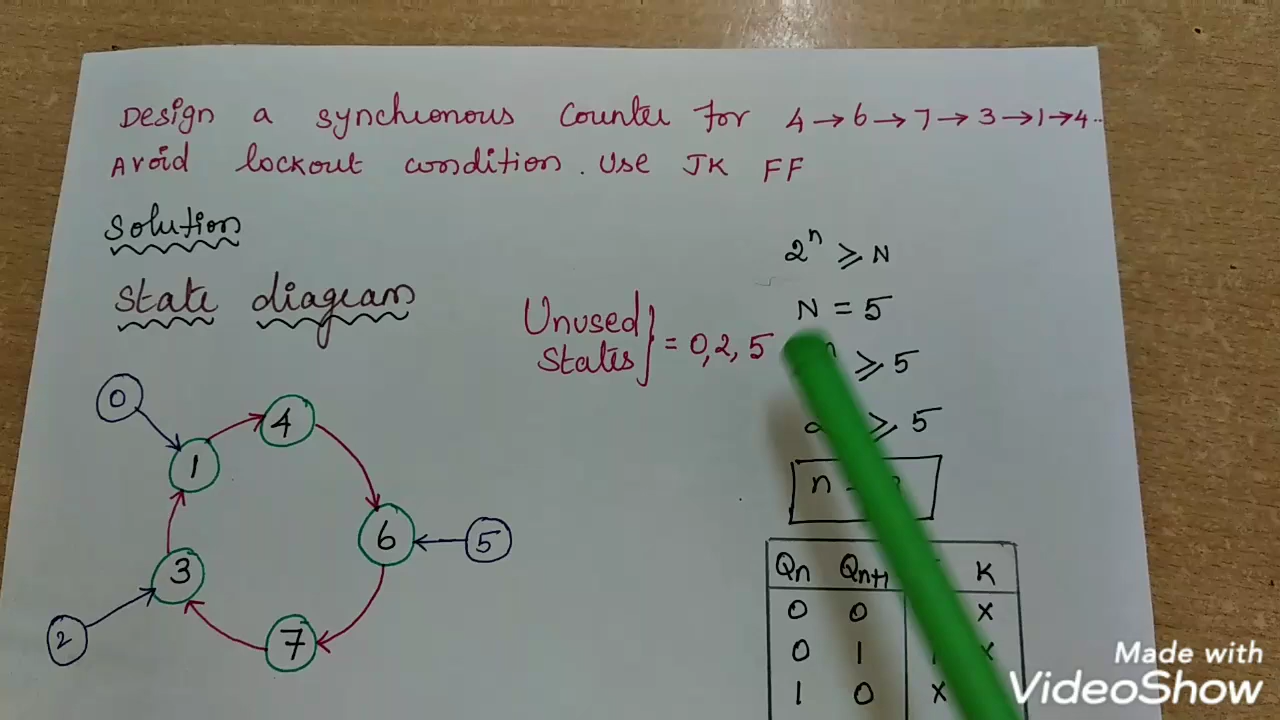 Design a synchronous counter for 4→6→7→3→1→4..
Avoid lockout condition. Use JK FF
Solution
State diagram
2ⁿ ⩾ N
N = 5
⩾ 5
⩾ 5
n
Unused
States } = 0,2,5
0
4
1
6
5
3
2
7
Qn Qn+1 K
0 0 X
0 1 X
1 0 X
Made with
VideoShow